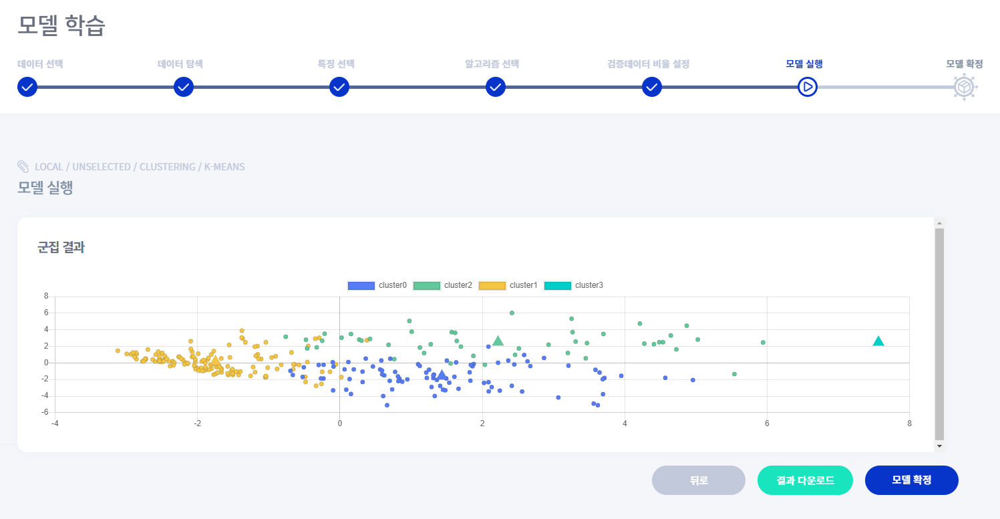 모델 학습
데이터 선택
데이터 탐색
특징 선택
알고리즘 선택
검증데이터 비율 설정
모델 실행
모델 확정
LOCAL / UNSELECTED / CLUSTERING / K-MEANS
모델 실행
군집 결과
cluster0 cluster2 cluster1 cluster3
8
6
4
2
0
-2
-4
-6
-4 -2 0 2 4 6 8
뒤로
결과 다운로드
모델 확정